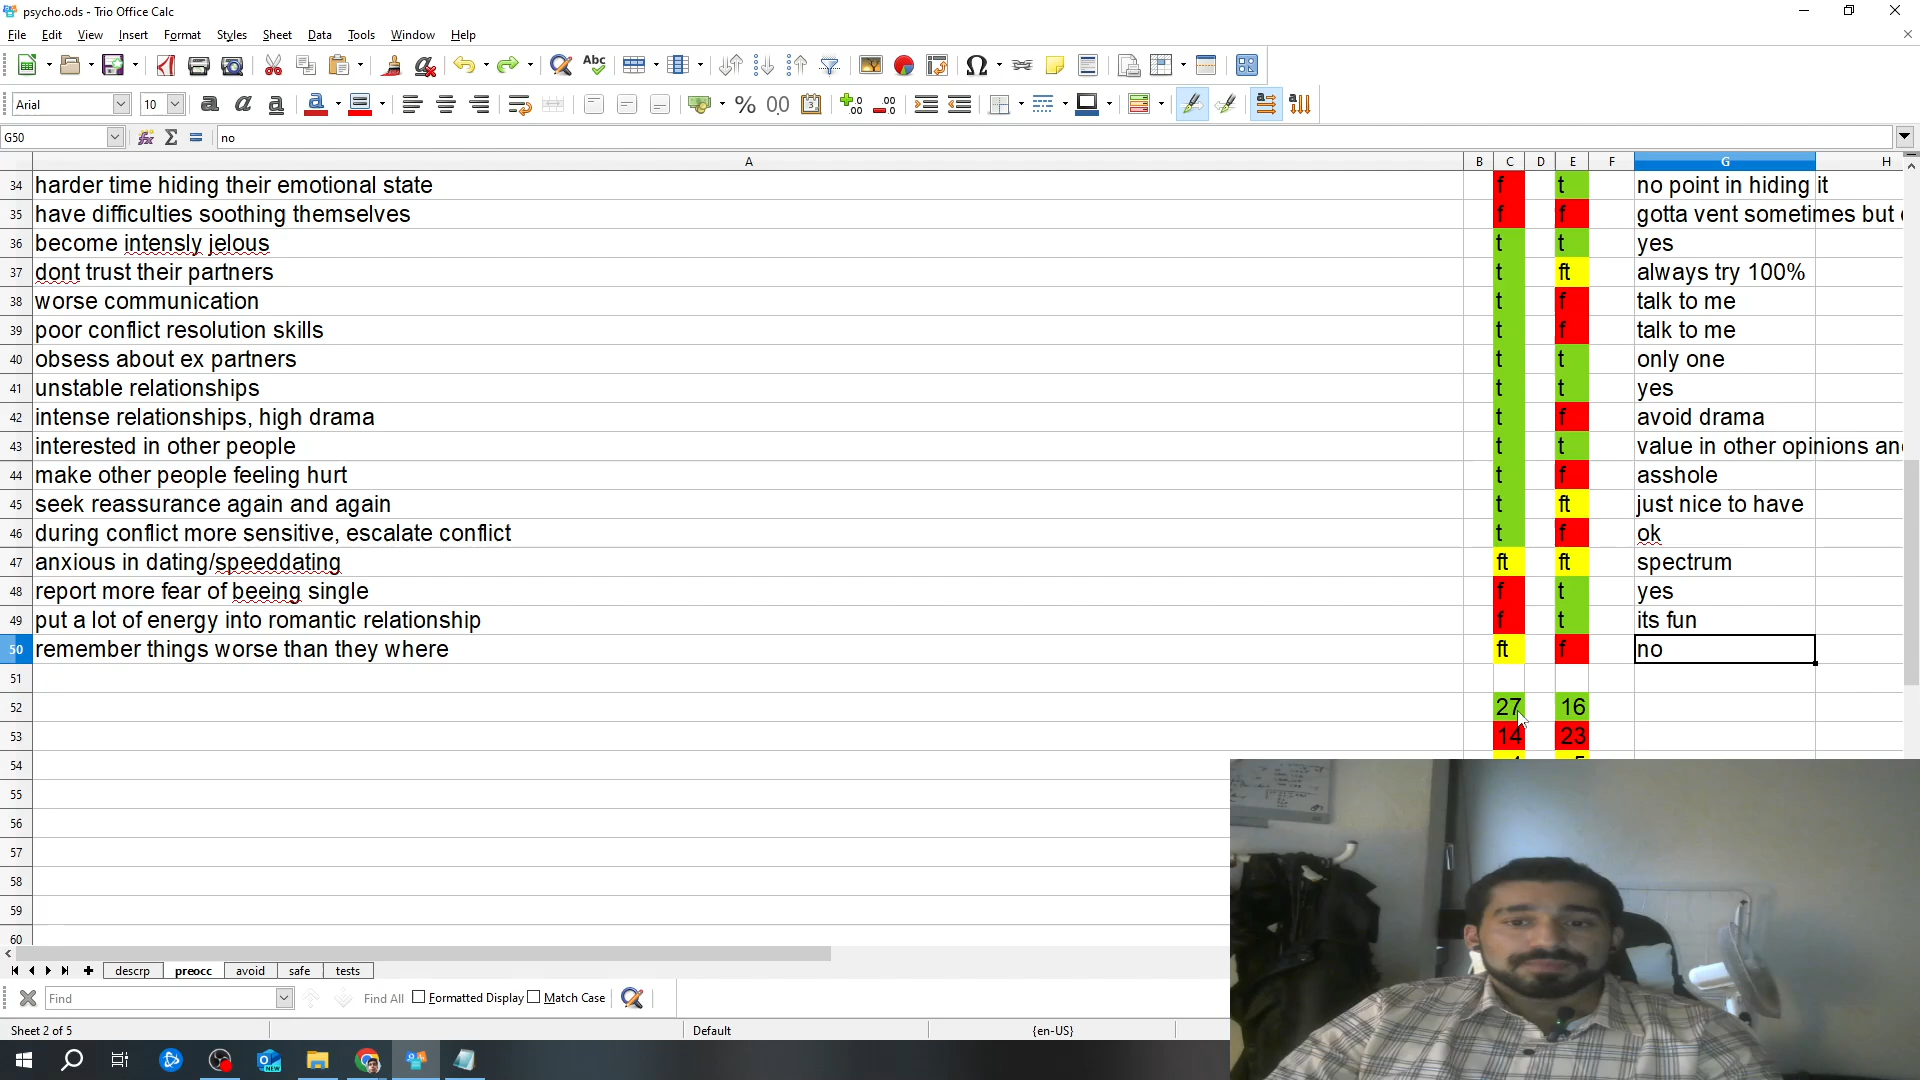 psycho.ods - Trio Office Calc
File Edit View Insert Format Styles Sheet Data Tools Window Help
Arial 10
G50 no
A B C D E F G H
34 harder time hiding their emotional state f t no point in hiding it
35 have difficulties soothing themselves f f gotta vent sometimes but
36 become intensly jelous t t yes
37 dont trust their partners t ft always try 100%
38 worse communication t f talk to me
39 poor conflict resolution skills t f talk to me
40 obsess about ex partners t t only one
41 unstable relationships t t yes
42 intense relationships, high drama t f avoid drama
43 interested in other people t t value in other opinions an
44 make other people feeling hurt t f asshole
45 seek reassurance again and again t ft just nice to have
46 during conflict more sensitive, escalate conflict t f ok
47 anxious in dating/speeddating ft ft spectrum
48 report more fear of beeing single f t yes
49 put a lot of energy into romantic relationship f t its fun
50 remember things worse than they where ft f no
51
52 27 16
53 14 23
54
55
56
57
58
59
60
descrp preocc avoid safe tests
Find Find All Formatted Display Match Case
Sheet 2 of 5 Default {en-US}